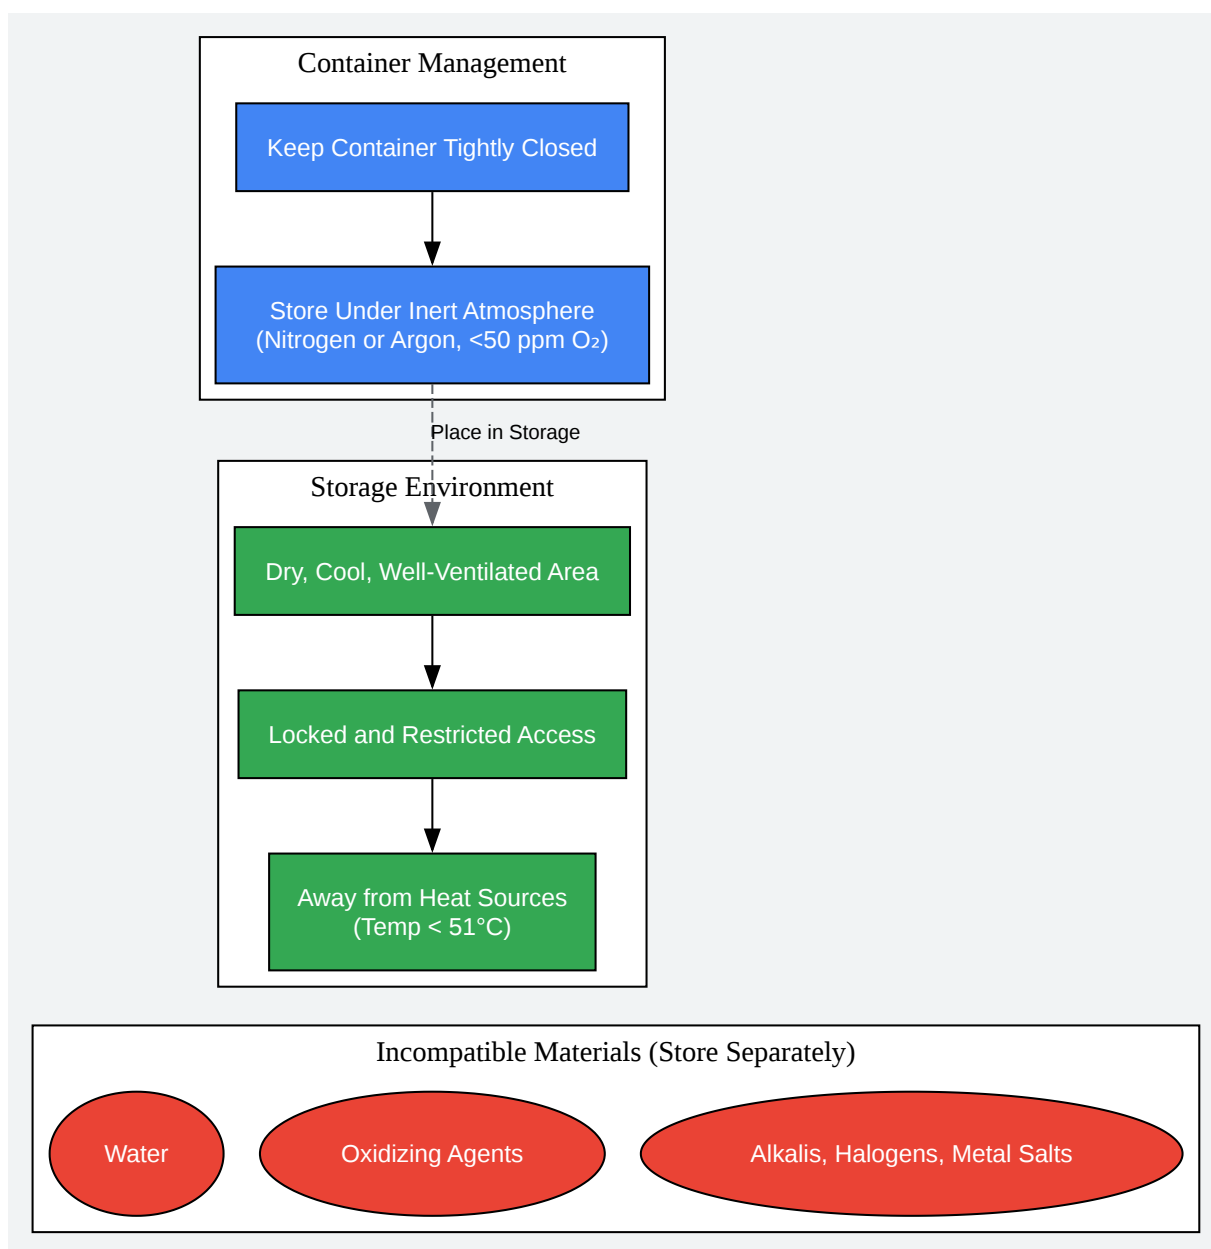 Container Management
Keep Container Tightly Closed
Store Under Inert Atmosphere
(Nitrogen or Argon, <50 ppm O₂)
Place in Storage
Storage Environment
Dry, Cool, Well-Ventilated Area
Locked and Restricted Access
Away from Heat Sources
(Temp < 51°C)
Incompatible Materials (Store Separately)
Water
Oxidizing Agents
Alkalis, Halogens, Metal Salts